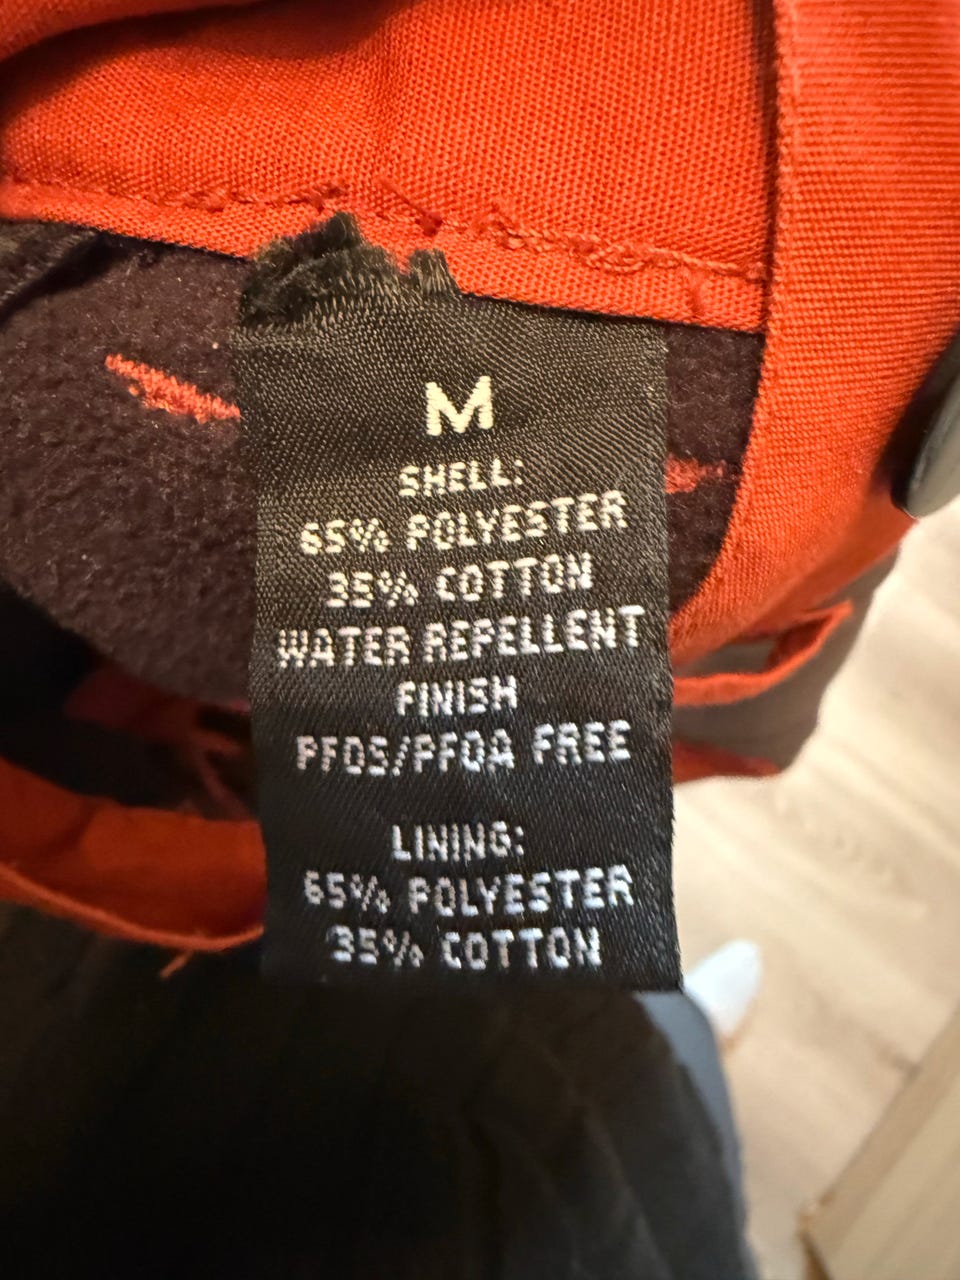 M
SHELL:
65% POLYESTER
35% COTTON
WATER REPELLENT
FINISH
PFOS/PFOA FREE
LINING:
65% POLYESTER
35% COTTON